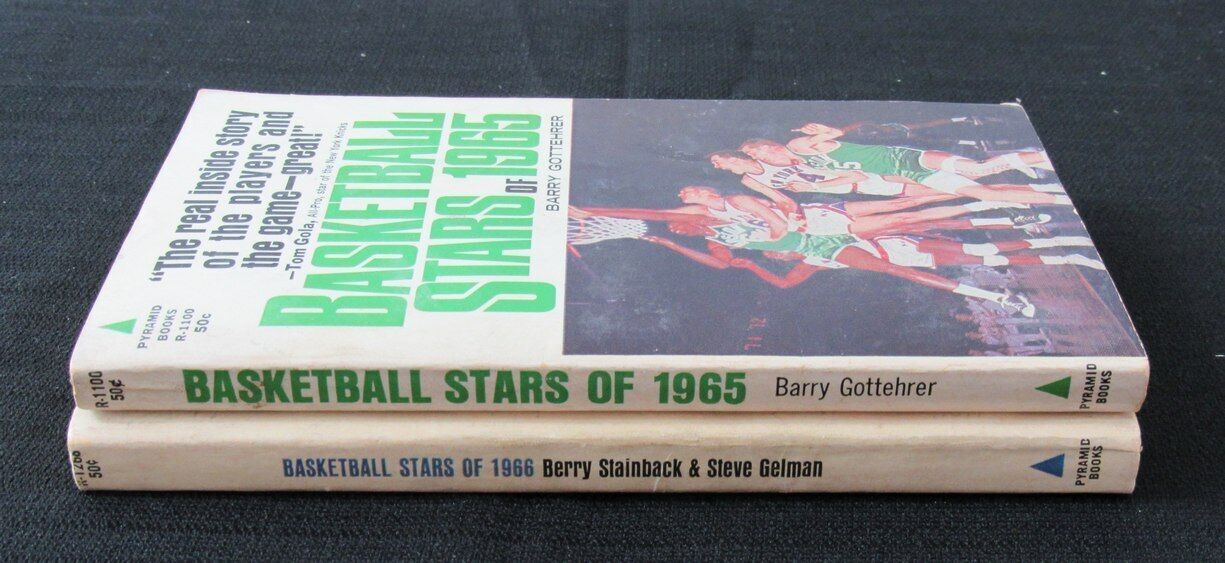 “The real inside story
of the players and
the game—great!”
—Tom Gola, All-Pro, star of the New York Knicks
BASKETBALL
STARS OF 1965
BARRY GOTTEHRER
PYRAMID
BOOKS
R-1100
50c
R-1100
50¢
BASKETBALL STARS OF 1965 Barry Gottehrer
PYRAMID
BOOKS
50¢
BASKETBALL STARS OF 1966 Berry Stainback & Steve Gelman
PYRAMID
BOOKS